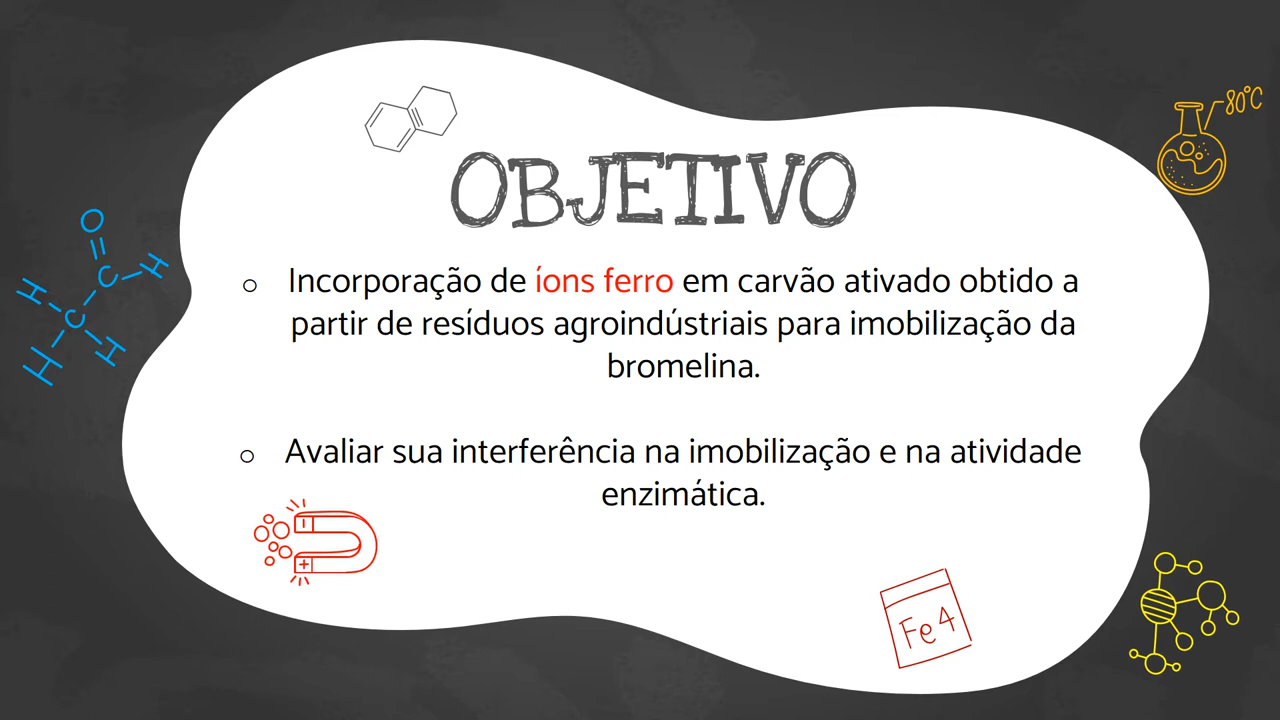 80°C
OBJETIVO
O
C
H
H
C
H
H
○ Incorporação de íons ferro em carvão ativado obtido a
partir de resíduos agroindústriais para imobilização da
bromelina.
○ Avaliar sua interferência na imobilização e na atividade
enzimática.
Fe 4